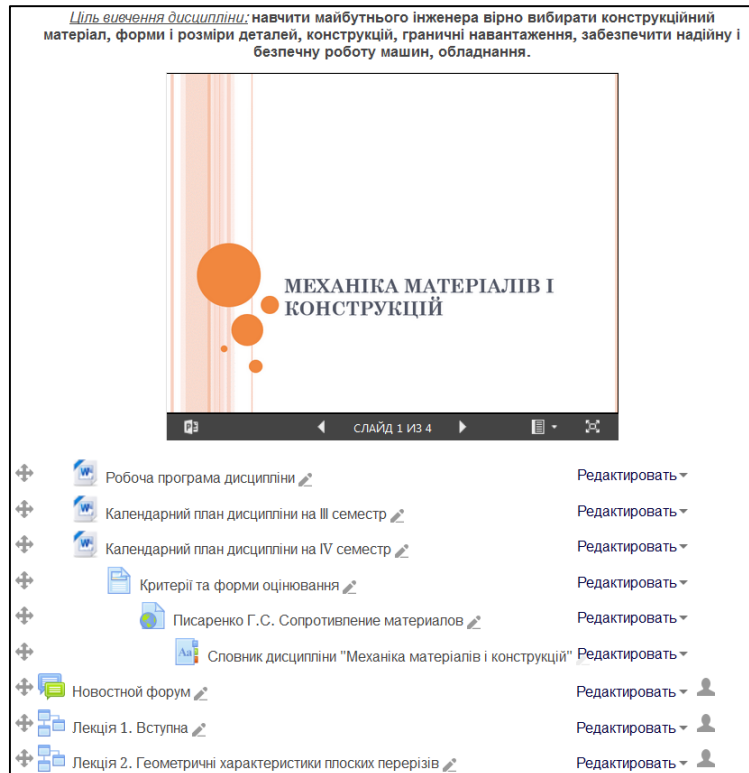 Ціль вивчення дисципліни: навчити майбутнього інженера вірно вибирати конструкційний
матеріал, форми і розміри деталей, конструкцій, граничні навантаження, забезпечити надійну і
безпечну роботу машин, обладнання.
МЕХАНІКА МАТЕРІАЛІВ І
КОНСТРУКЦІЙ
СЛАЙД 1 ИЗ 4
Робоча програма дисципліни Редактировать
Календарний план дисципліни на III семестр Редактировать
Календарний план дисципліни на IV семестр Редактировать
Критерії та форми оцінювання Редактировать
Писаренко Г.С. Сопротивление материалов Редактировать
Словник дисципліни "Механіка матеріалів і конструкцій" Редактировать
Новостной форум Редактировать
Лекція 1. Вступна Редактировать
Лекція 2. Геометричні характеристики плоских перерізів Редактировать